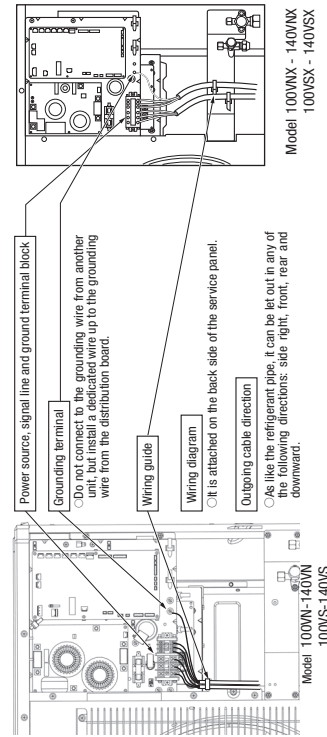 Power source, signal line and ground terminal block
Grounding terminal
○Do not connect to the grounding wire from another
unit, but install a dedicated wire up to the grounding
wire from the distribution board.
Wiring guide
Wiring diagram
○It is attached on the back side of the service panel.
Outgoing cable direction
○As like the refrigerant pipe, it can be let out in any of
the following directions: side right, front, rear and
downward.
Model 100VN-140VN
100VS-140VS
Model 100VNX - 140VNX
100VSX - 140VSX